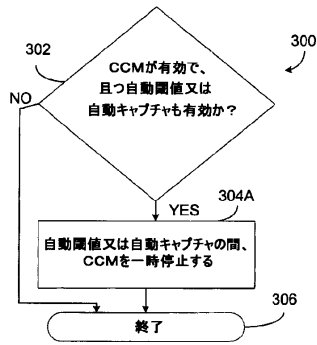 302
300
CCMが有効で、
且つ自動閾値又は
自動キャプチャも有効か？
NO
YES
304A
自動閾値又は自動キャプチャの間、
CCMを一時停止する
306
終了